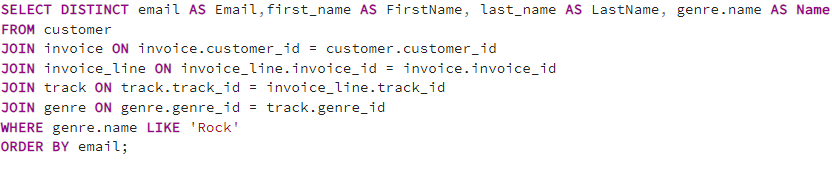 SELECT DISTINCT email AS Email,first_name AS FirstName, last_name AS LastName, genre.name AS Name
FROM customer
JOIN invoice ON invoice.customer_id = customer.customer_id
JOIN invoice_line ON invoice_line.invoice_id = invoice.invoice_id
JOIN track ON track.track_id = invoice_line.track_id
JOIN genre ON genre.genre_id = track.genre_id
WHERE genre.name LIKE 'Rock'
ORDER BY email;